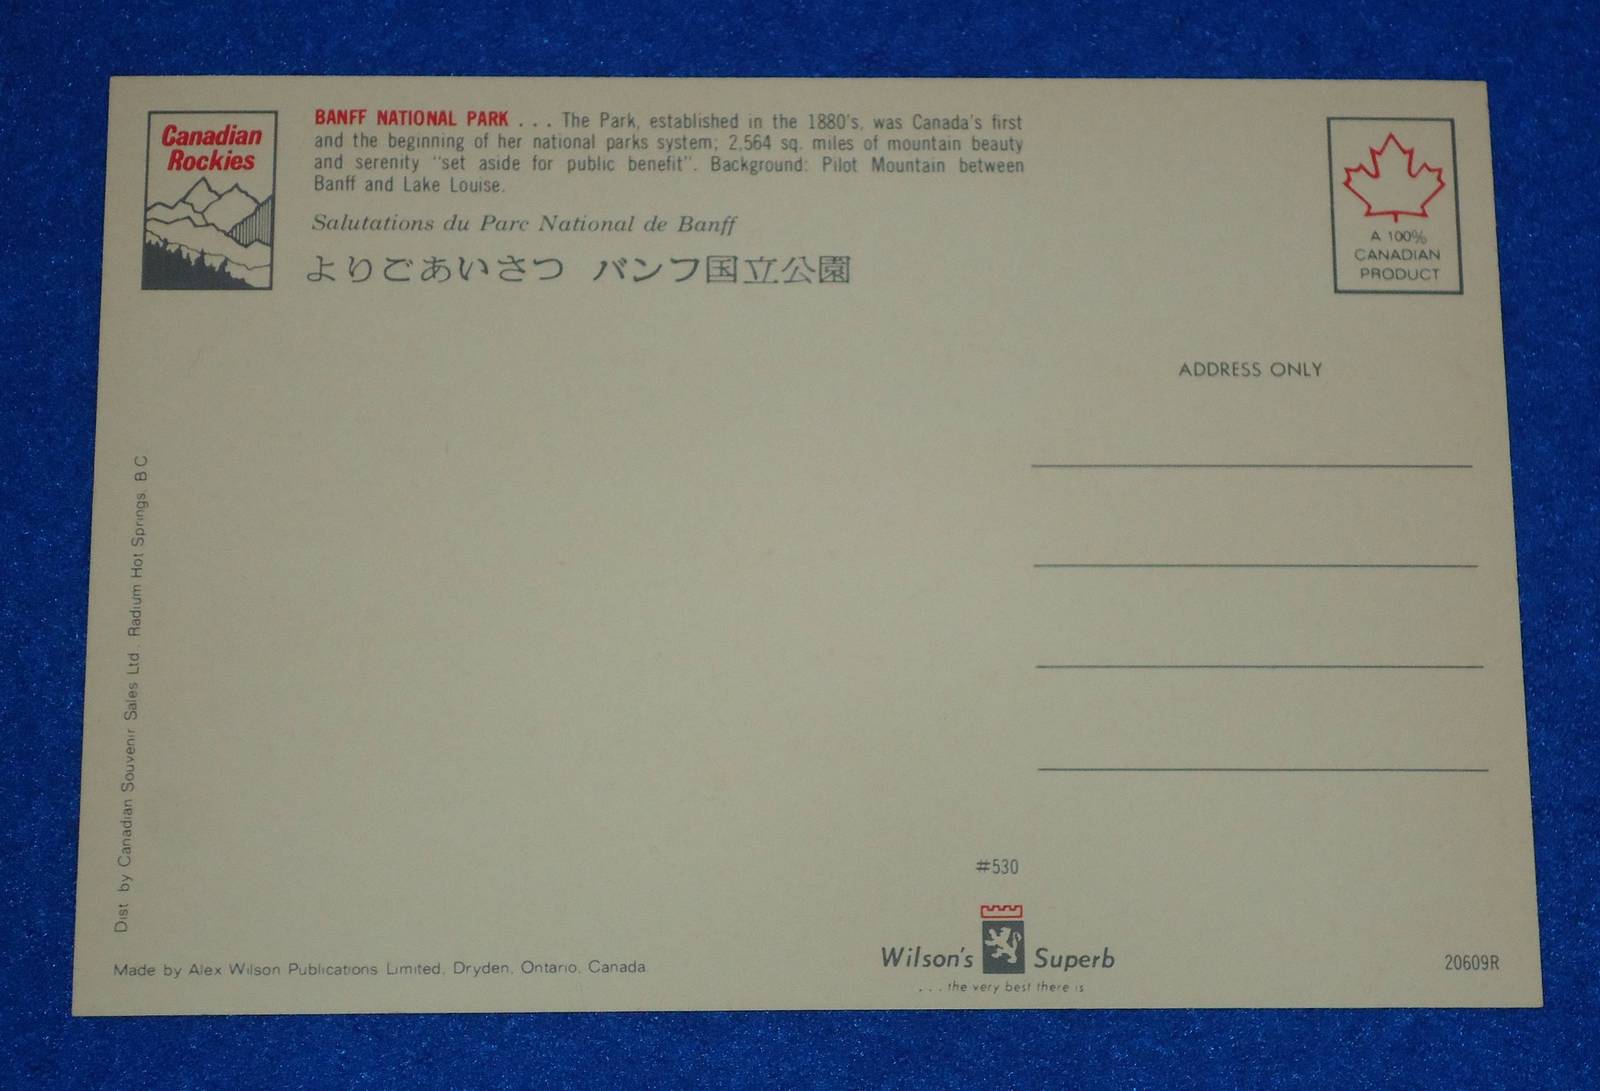 Canadian
Rockies
BANFF NATIONAL PARK . . . The Park, established in the 1880's, was Canada's first
and the beginning of her national parks system; 2,564 sq. miles of mountain beauty
and serenity "set aside for public benefit". Background: Pilot Mountain between
Banff and Lake Louise.
Salutations du Parc National de Banff
よりごあいさつ バンフ国立公園
A 100%
CANADIAN
PRODUCT
ADDRESS ONLY
Dist. by Canadian Souvenir Sales Ltd., Radium Hot Springs, B.C.
#530
Wilson's Superb
. . . the very best there is
Made by Alex Wilson Publications Limited, Dryden, Ontario, Canada.
20609R